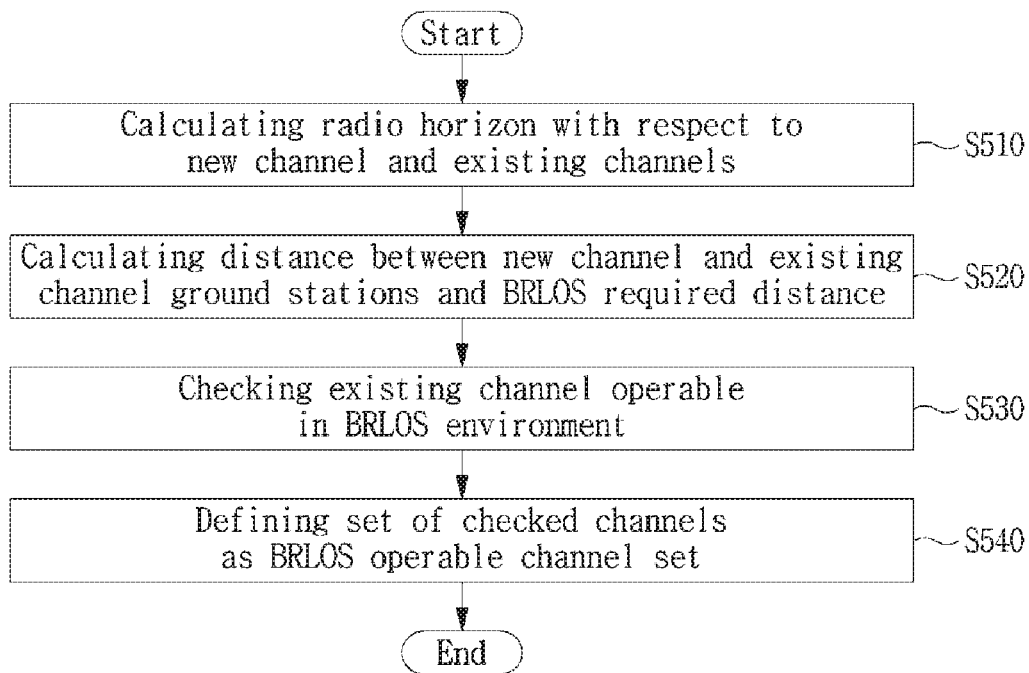 Start
Calculating radio horizon with respect to
new channel and existing channels
S510
Calculating distance between new channel and existing
channel ground stations and BRLOS required distance
S520
Checking existing channel operable
in BRLOS environment
S530
Defining set of checked channels
as BRLOS operable channel set
S540
End